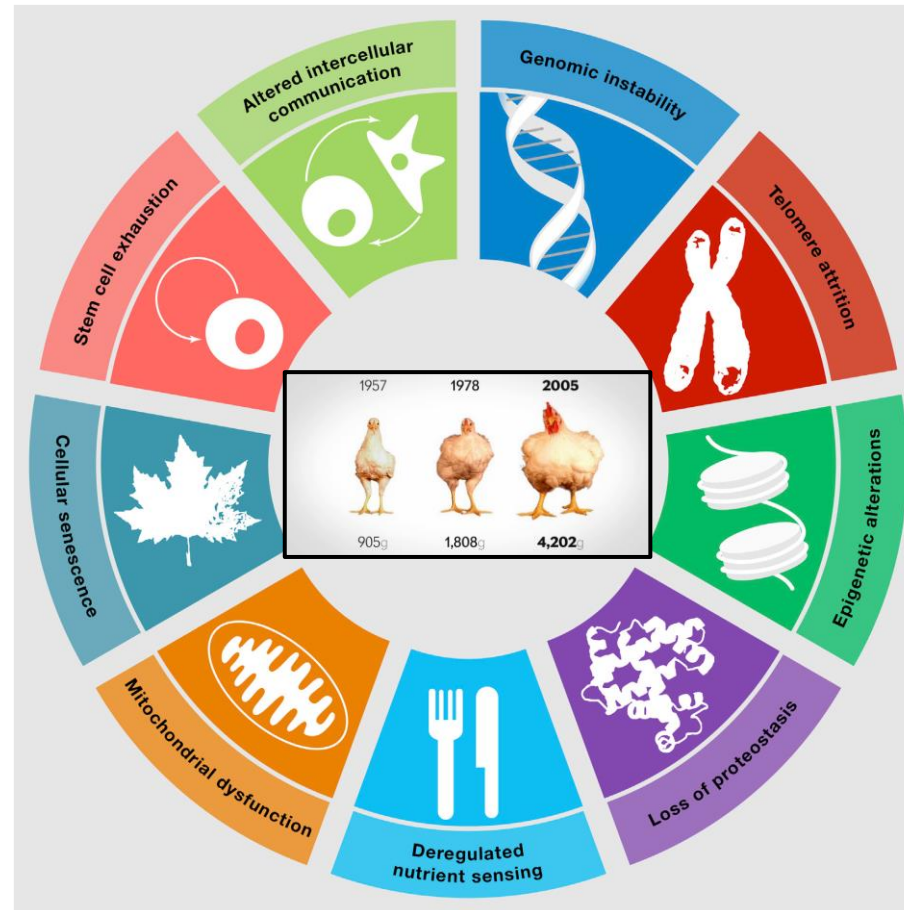 Altered intercellular
communication
Genomic instability
Stem cell exhaustion
Telomere attrition
1957 1978 2005
905g 1,808g 4,202g
Cellular senescence
Epigenetic alterations
Mitochondrial dysfunction
Loss of proteostasis
Deregulated
nutrient sensing